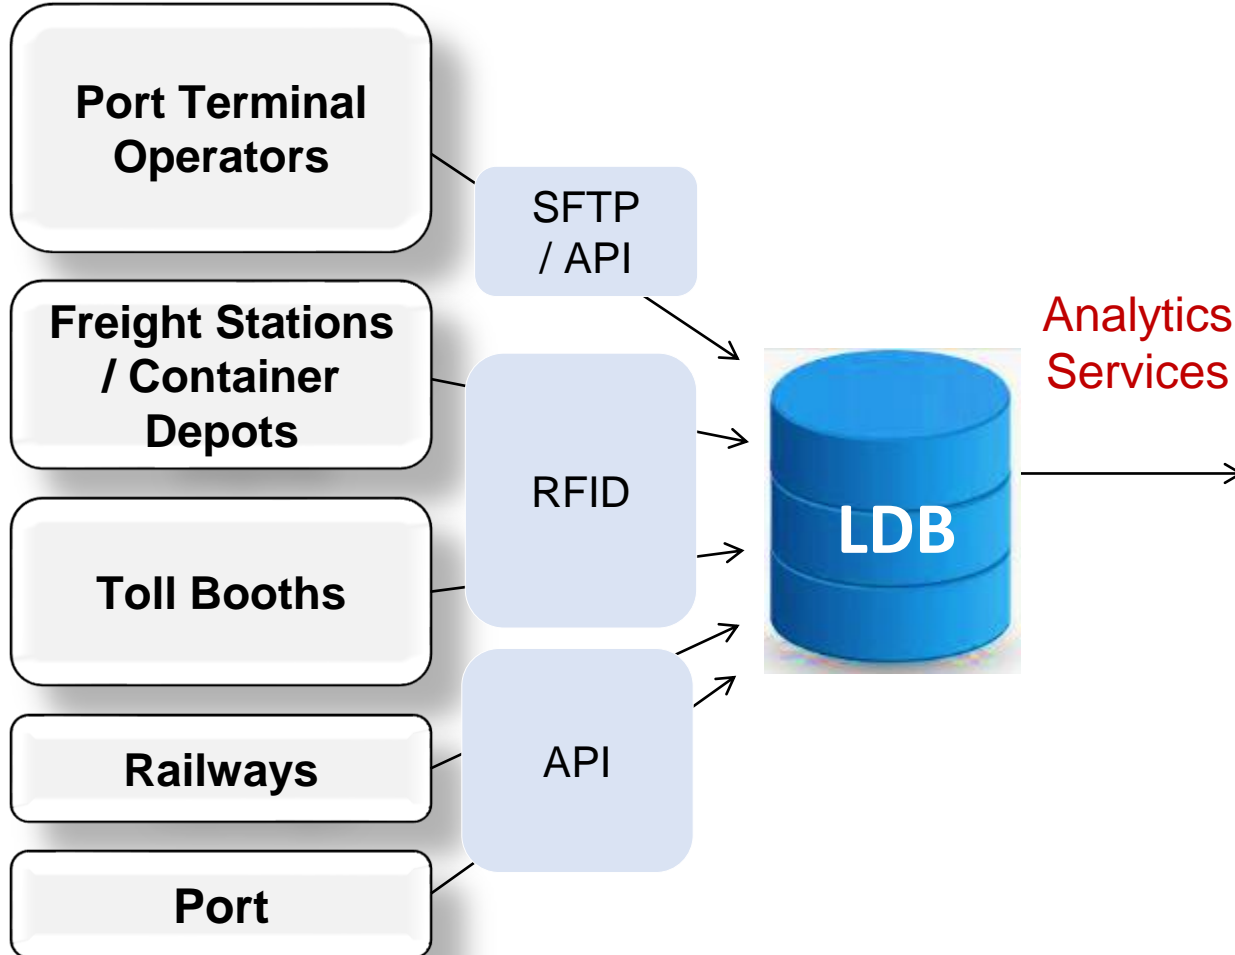 Port Terminal
Operators
SFTP
/ API
Freight Stations
/ Container
Depots
RFID
Toll Booths
Railways
API
Port
LDB
Analytics
Services